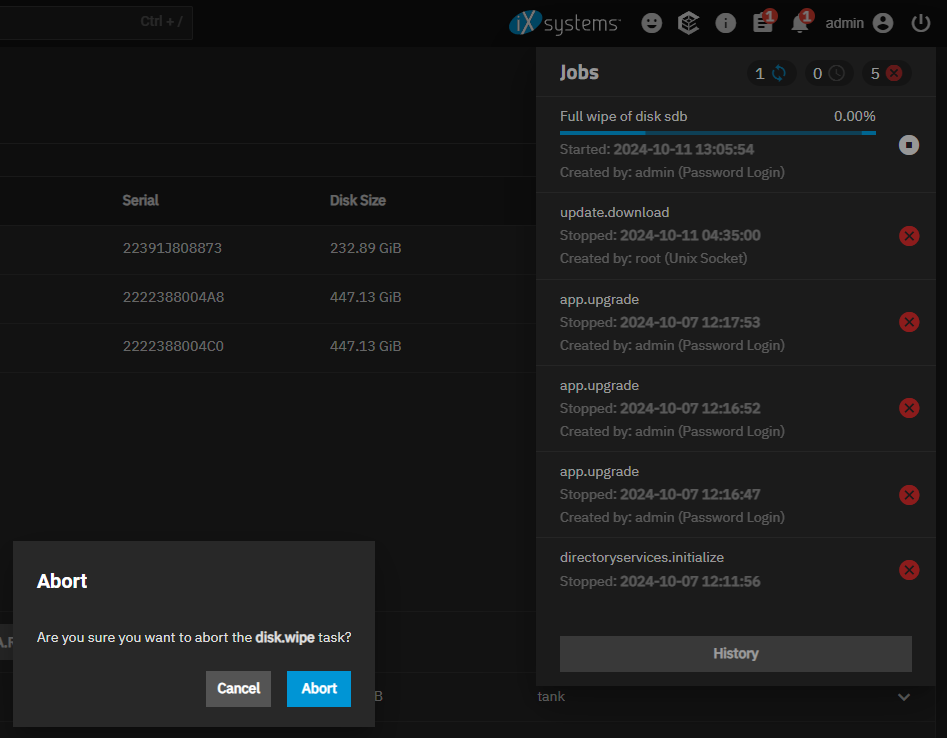 Ctrl + /
iXsystems
1
1
admin
Jobs
1
0
5
Full wipe of disk sdb 0.00%
Started: 2024-10-11 13:05:54
Created by: admin (Password Login)
update.download
Stopped: 2024-10-11 04:35:00
Created by: root (Unix Socket)
app.upgrade
Stopped: 2024-10-07 12:17:53
Created by: admin (Password Login)
app.upgrade
Stopped: 2024-10-07 12:16:52
Created by: admin (Password Login)
app.upgrade
Stopped: 2024-10-07 12:16:47
Created by: admin (Password Login)
directoryservices.initialize
Stopped: 2024-10-07 12:11:56
History
Serial Disk Size
22391J808873 232.89 GiB
2222388004A8 447.13 GiB
2222388004C0 447.13 GiB
Abort
Are you sure you want to abort the disk.wipe task?
Cancel Abort
B tank